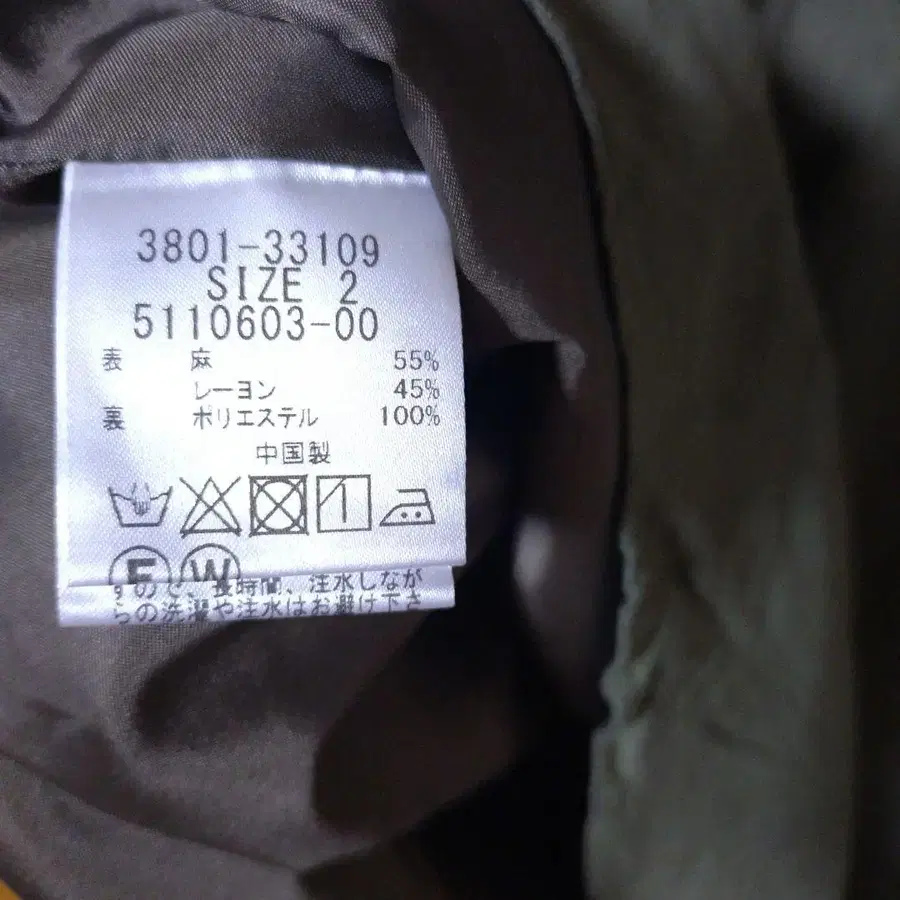 3801-33109
SIZE 2
5110603-00
表 麻 55%
レーヨン 45%
裏 ポリエステル 100%
中国製
F W
すので、長時間、注水しなが
らの洗濯や注水はお避け下さ